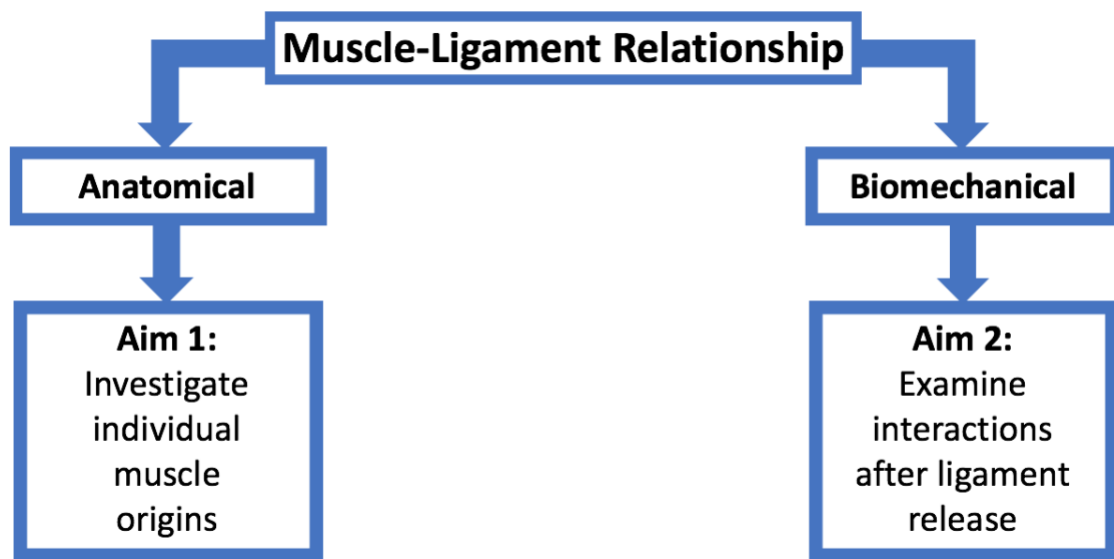 Muscle-Ligament Relationship
Anatomical
Biomechanical
Aim 1:
Investigate
individual
muscle
origins
Aim 2:
Examine
interactions
after ligament
release